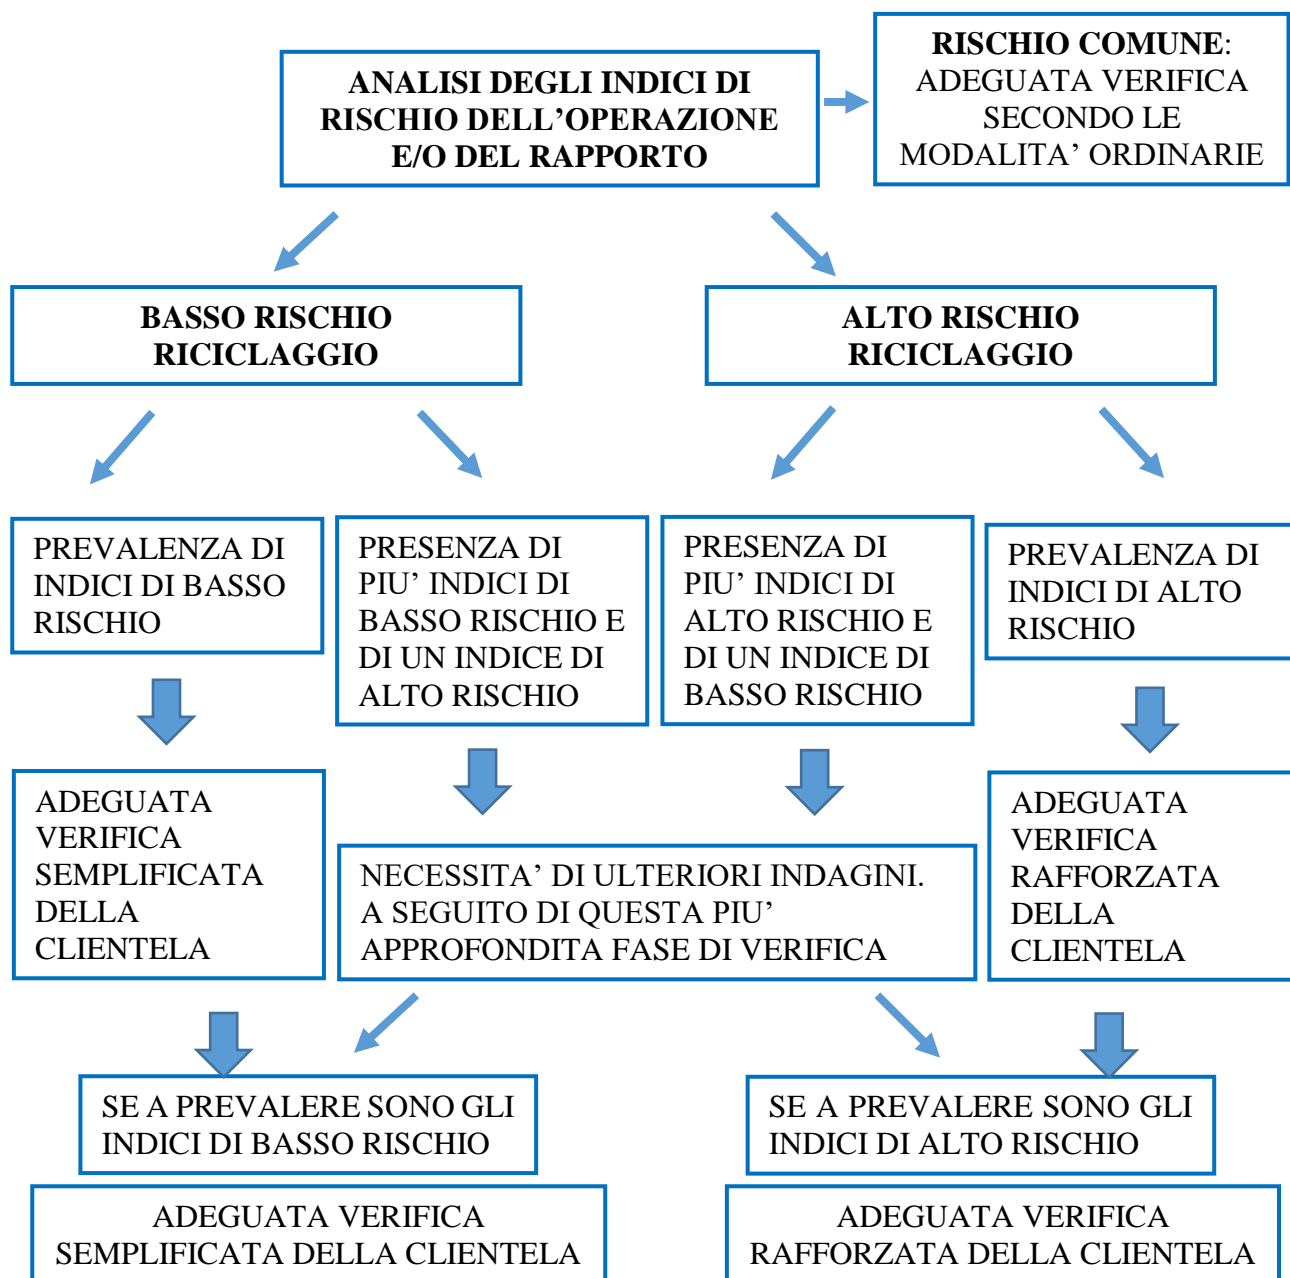 ANALISI DEGLI INDICI DI
RISCHIO DELL’OPERAZIONE
E/O DEL RAPPORTO
RISCHIO COMUNE:
ADEGUATA VERIFICA
SECONDO LE
MODALITA’ ORDINARIE
BASSO RISCHIO
RICICLAGGIO
ALTO RISCHIO
RICICLAGGIO
PREVALENZA DI
INDICI DI BASSO
RISCHIO
PRESENZA DI
PIU’ INDICI DI
BASSO RISCHIO E
DI UN INDICE DI
ALTO RISCHIO
PRESENZA DI
PIU’ INDICI DI
ALTO RISCHIO E
DI UN INDICE DI
BASSO RISCHIO
PREVALENZA DI
INDICI DI ALTO
RISCHIO
ADEGUATA
VERIFICA
SEMPLIFICATA
DELLA
CLIENTELA
NECESSITA’ DI ULTERIORI INDAGINI.
A SEGUITO DI QUESTA PIU’
APPROFONDITA FASE DI VERIFICA
ADEGUATA
VERIFICA
RAFFORZATA
DELLA
CLIENTELA
SE A PREVALERE SONO GLI
INDICI DI BASSO RISCHIO
SE A PREVALERE SONO GLI
INDICI DI ALTO RISCHIO
ADEGUATA VERIFICA
SEMPLIFICATA DELLA CLIENTELA
ADEGUATA VERIFICA
RAFFORZATA DELLA CLIENTELA